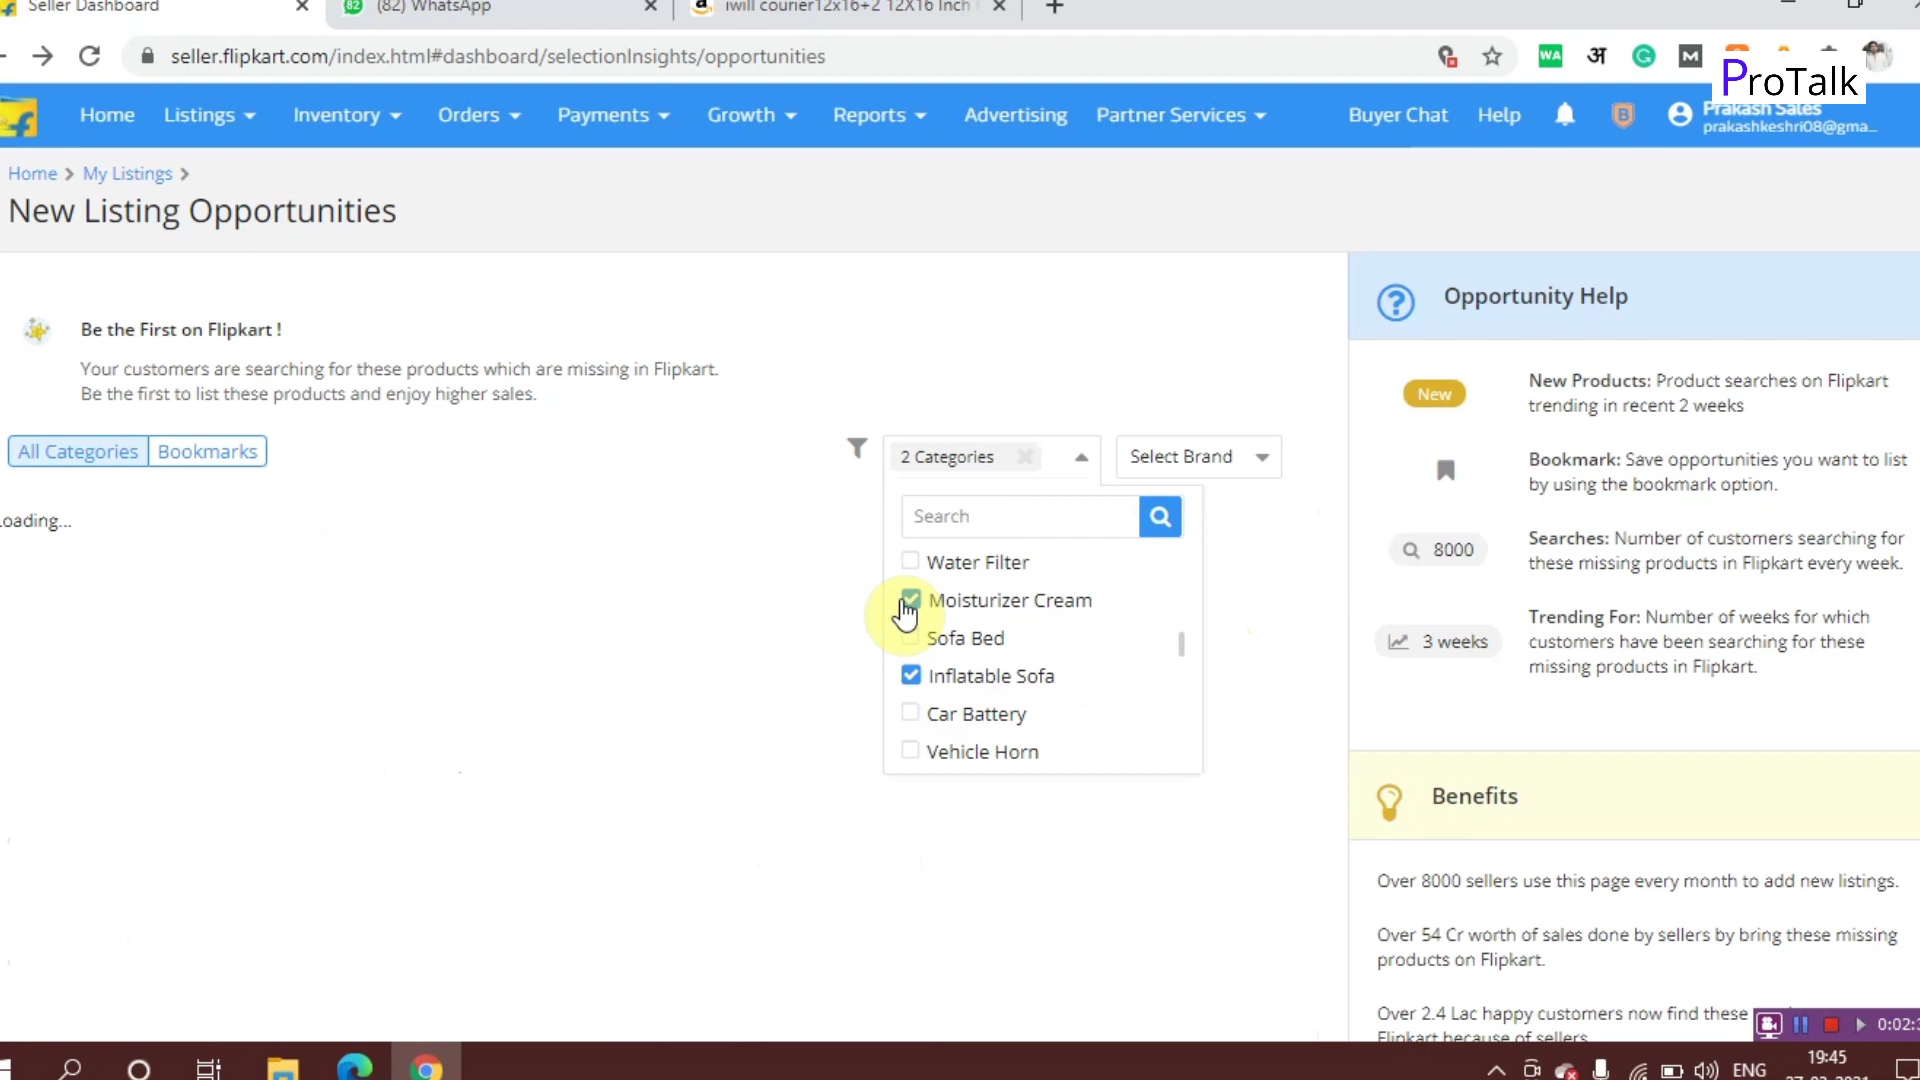 Seller Dashboard
(82) WhatsApp
iwill courier12x16+2 12X16 Inch
seller.flipkart.com/index.html#dashboard/selectionInsights/opportunities
ProTalk
Home Listings Inventory Orders Payments Growth Reports Advertising Partner Services Buyer Chat Help
Prakash Sales
prakashkeshri08@gma...
Home > My Listings >
New Listing Opportunities
Be the First on Flipkart !
Your customers are searching for these products which are missing in Flipkart.
Be the first to list these products and enjoy higher sales.
All Categories Bookmarks
2 Categories
Select Brand
oading...
Search
Water Filter
Moisturizer Cream
Sofa Bed
Inflatable Sofa
Car Battery
Vehicle Horn
Opportunity Help
New
New Products: Product searches on Flipkart
trending in recent 2 weeks
Bookmark: Save opportunities you want to list
by using the bookmark option.
8000
Searches: Number of customers searching for
these missing products in Flipkart every week.
3 weeks
Trending For: Number of weeks for which
customers have been searching for these
missing products in Flipkart.
Benefits
Over 8000 sellers use this page every month to add new listings.
Over 54 Cr worth of sales done by sellers by bring these missing
products on Flipkart.
Over 2.4 Lac happy customers now find these
Flipkart because of sellers
ENG
19:45